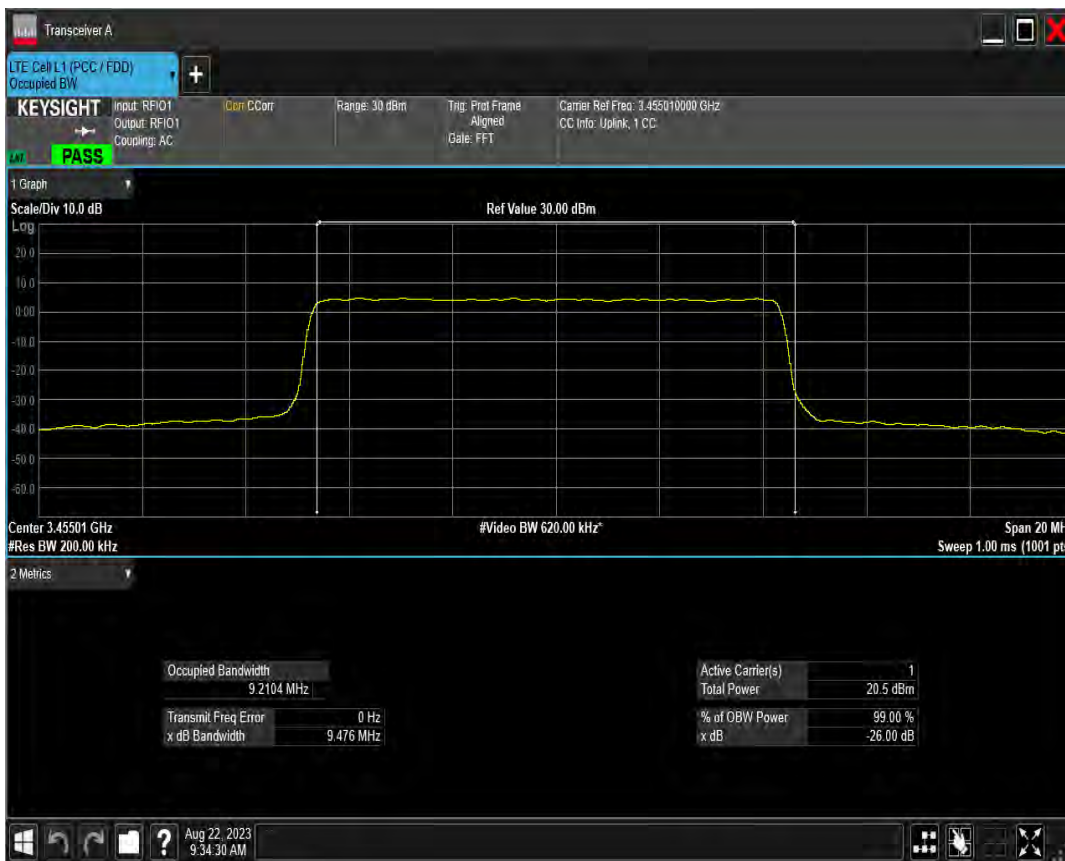 Transceiver A
LTE Cell L1 (PCC / FDD)
Occupied BW
KEYSIGHT
PASS
Input: RFIO1
Output: RFIO1
Coupling: AC
Corr CCorr
Range: 30 dBm
Trig: Prot Frame
Aligned
Gate: FFT
Carrier Ref Freq: 3.455010000 GHz
CC Info: Uplink, 1 CC
1 Graph
Scale/Div 10.0 dB
Ref Value 30.00 dBm
Log
20.0
10.0
0.00
-10.0
-20.0
-30.0
-40.0
-50.0
-60.0
Center 3.45501 GHz
#Video BW 620.00 kHz*
Span 20 MH
#Res BW 200.00 kHz
Sweep 1.00 ms (1001 pt
2 Metrics
Occupied Bandwidth
9.2104 MHz
Transmit Freq Error 0 Hz
x dB Bandwidth 9.476 MHz
Active Carrier(s) 1
Total Power 20.5 dBm
% of OBW Power 99.00 %
x dB -26.00 dB
Aug 22, 2023
9:34:30 AM